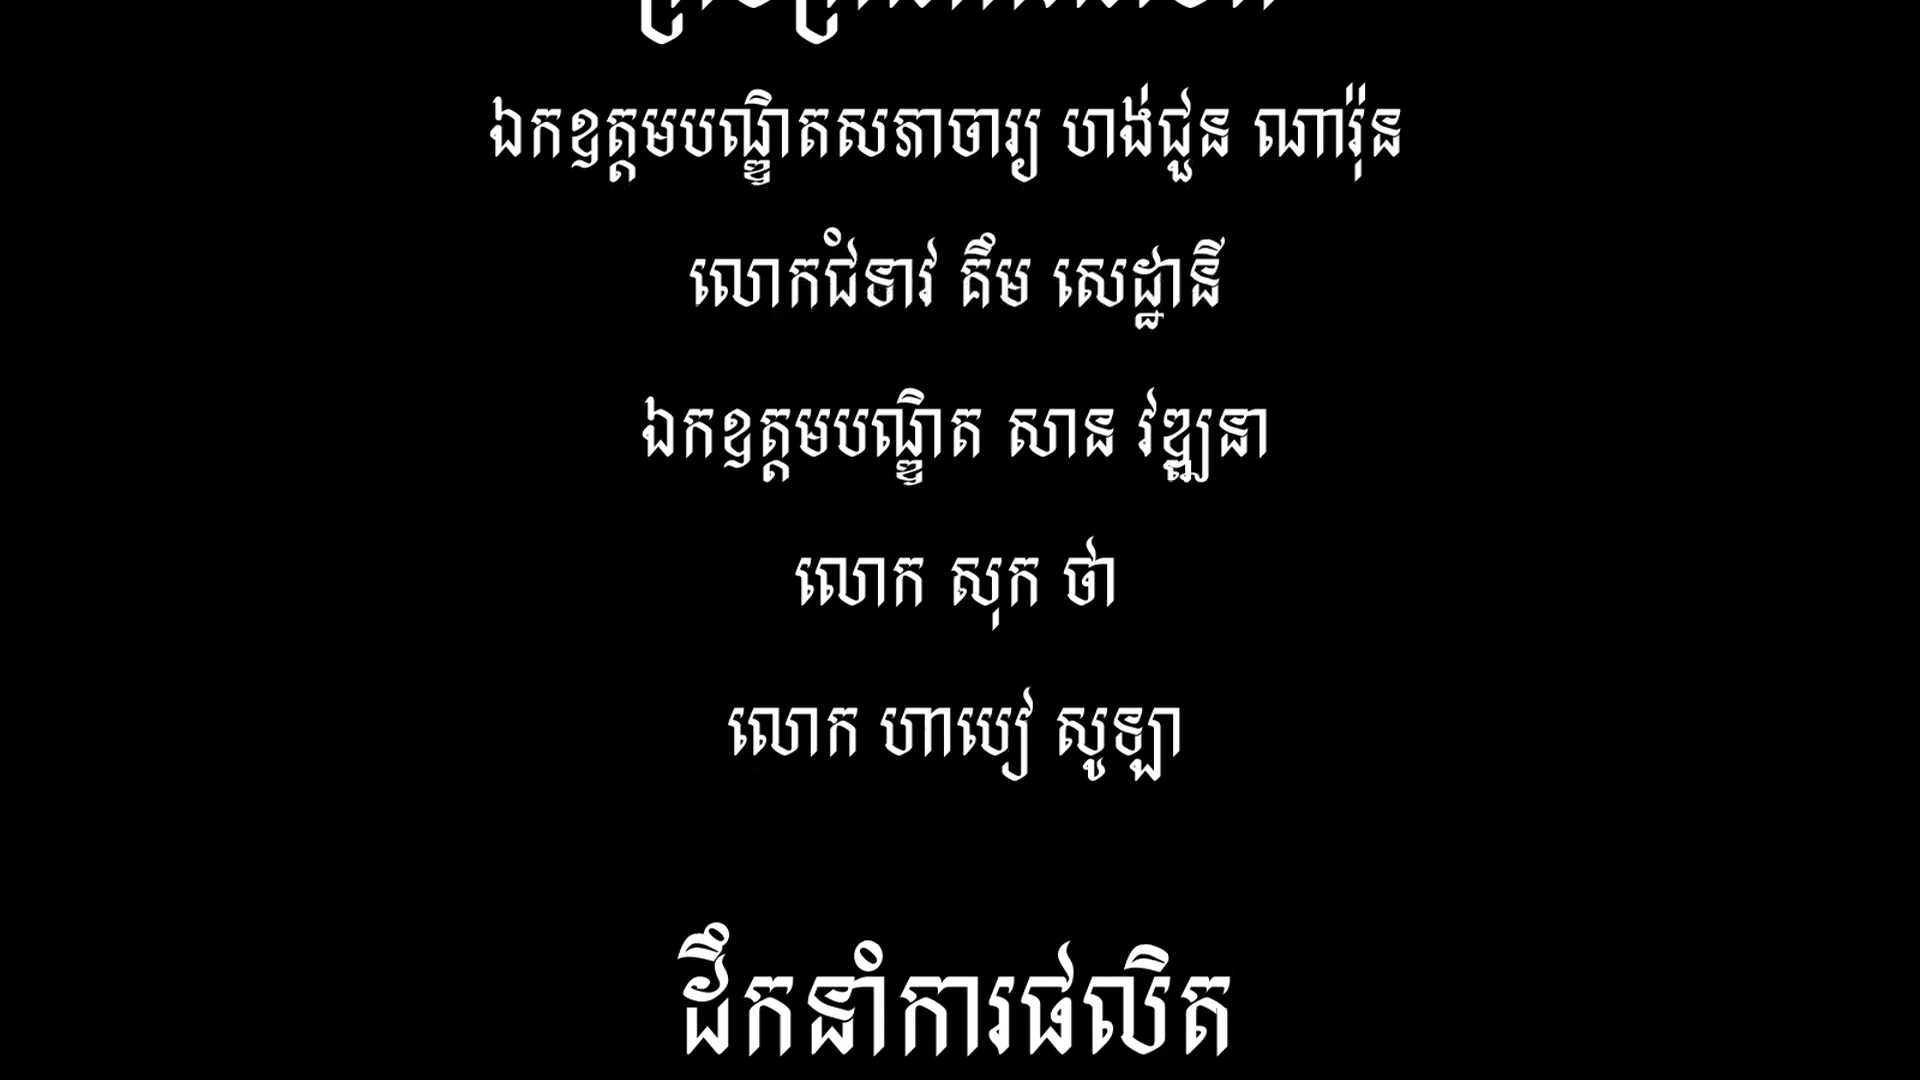 ឯកឧត្តមបណ្ឌិតសភាចារ្យ ហង់ជួន ណារ៉ុន
លោកជំទាវ គឹម សេដ្ឋានី
ឯកឧត្តមបណ្ឌិត សាន វឌ្ឍនា
លោក សុក ថា
លោក ហាប្យេវ សូឡា
ដឹកនាំការផលិត